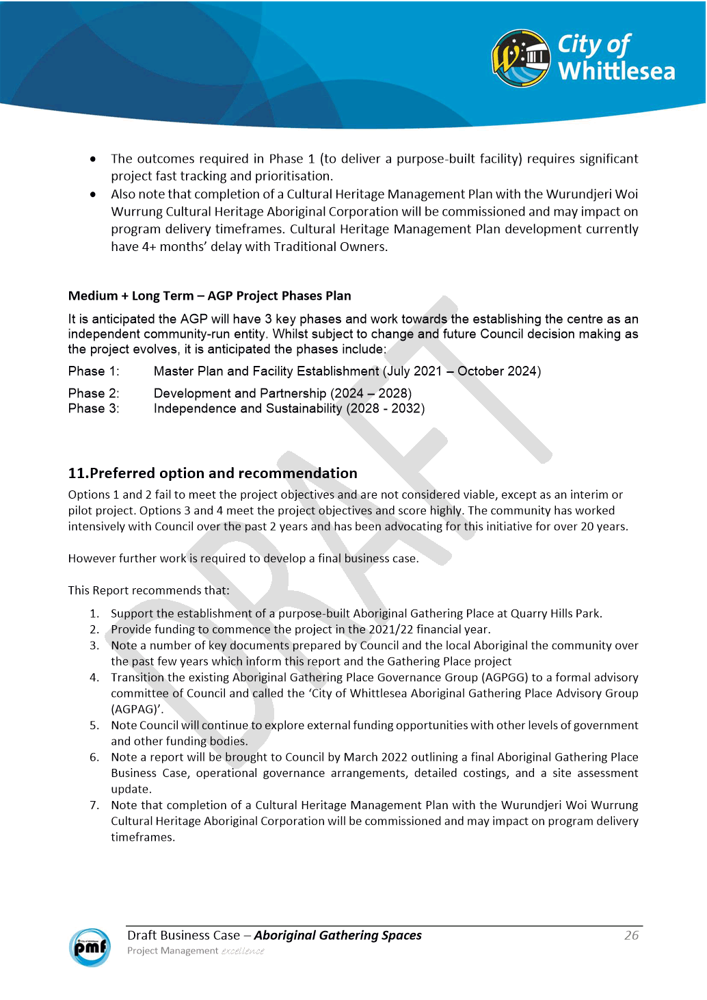 City of
Whittlesea
• The outcomes required in Phase 1 (to deliver a purpose-built facility) requires significant
project fast tracking and prioritisation.
• Also note that completion of a Cultural Heritage Management Plan with the Wurundjeri Woi
Wurrung Cultural Heritage Aboriginal Corporation will be commissioned and may impact on
program delivery timeframes. Cultural Heritage Management Plan development currently
have 4+ months’ delay with Traditional Owners.
Medium + Long Term – AGP Project Phases Plan
It is anticipated the AGP will have 3 key phases and work towards the establishing the centre as an
independent community-run entity. Whilst subject to change and future Council decision making as
the project evolves, it is anticipated the phases include:
Phase 1: Master Plan and Facility Establishment (July 2021 – October 2024)
Phase 2: Development and Partnership (2024 – 2028)
Phase 3: Independence and Sustainability (2028 - 2032)
DRAFT
11.Preferred option and recommendation
Options 1 and 2 fail to meet the project objectives and are not considered viable, except as an interim or
pilot project. Options 3 and 4 meet the project objectives and score highly. The community has worked
intensively with Council over the past 2 years and has been advocating for this initiative for over 20 years.
However further work is required to develop a final business case.
This Report recommends that:
1. Support the establishment of a purpose-built Aboriginal Gathering Place at Quarry Hills Park.
2. Provide funding to commence the project in the 2021/22 financial year.
3. Note a number of key documents prepared by Council and the local Aboriginal the community over
the past few years which inform this report and the Gathering Place project
4. Transition the existing Aboriginal Gathering Place Governance Group (AGPGG) to a formal advisory
committee of Council and called the ‘City of Whittlesea Aboriginal Gathering Place Advisory Group
(AGPAG)’.
5. Note Council will continue to explore external funding opportunities with other levels of government
and other funding bodies.
6. Note a report will be brought to Council by March 2022 outlining a final Aboriginal Gathering Place
Business Case, operational governance arrangements, detailed costings, and a site assessment
update.
7. Note that completion of a Cultural Heritage Management Plan with the Wurundjeri Woi Wurrung
Cultural Heritage Aboriginal Corporation will be commissioned and may impact on program delivery
timeframes.
City of Whittlesea
pmf
Draft Business Case – Aboriginal Gathering Spaces 26
Project Management excellence